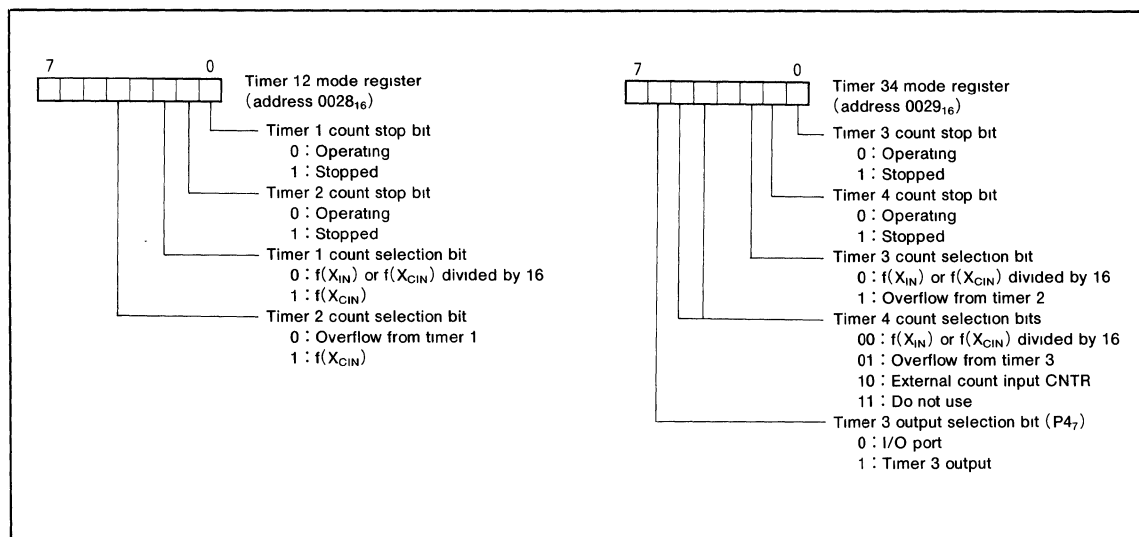 7 0
Timer 12 mode register
(address 0028₁₆)
Timer 1 count stop bit
0 : Operating
1 : Stopped
Timer 2 count stop bit
0 : Operating
1 : Stopped
Timer 1 count selection bit
0 : f(X_IN) or f(X_CIN) divided by 16
1 : f(X_CIN)
Timer 2 count selection bit
0 : Overflow from timer 1
1 : f(X_CIN)
7 0
Timer 34 mode register
(address 0029₁₆)
Timer 3 count stop bit
0 : Operating
1 : Stopped
Timer 4 count stop bit
0 : Operating
1 : Stopped
Timer 3 count selection bit
0 : f(X_IN) or f(X_CIN) divided by 16
1 : Overflow from timer 2
Timer 4 count selection bits
00 : f(X_IN) or f(X_CIN) divided by 16
01 : Overflow from timer 3
10 : External count input CNTR
11 : Do not use
Timer 3 output selection bit (P4₇)
0 : I/O port
1 : Timer 3 output